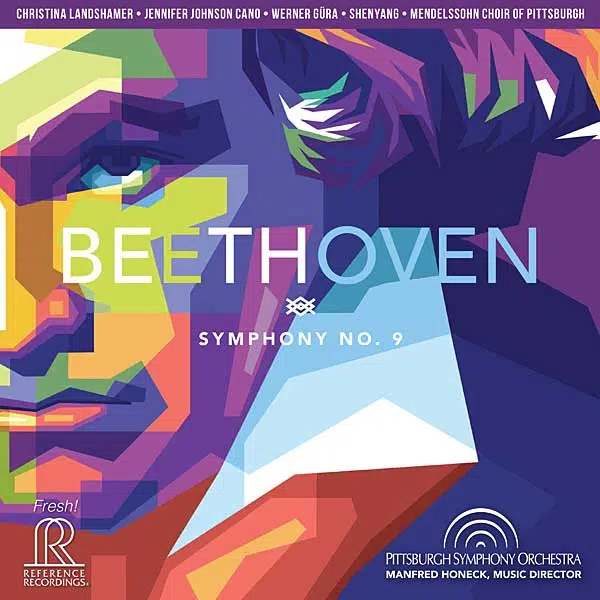 CHRISTINA LANDSHAMER • JENNIFER JOHNSON CANO • WERNER GÜRA • SHENYANG • MENDELSSOHN CHOIR OF PITTSBURGH
BEETHOVEN
SYMPHONY NO. 9
Fresh!
RR
REFERENCE
RECORDINGS
PITTSBURGH SYMPHONY ORCHESTRA
MANFRED HONECK, MUSIC DIRECTOR